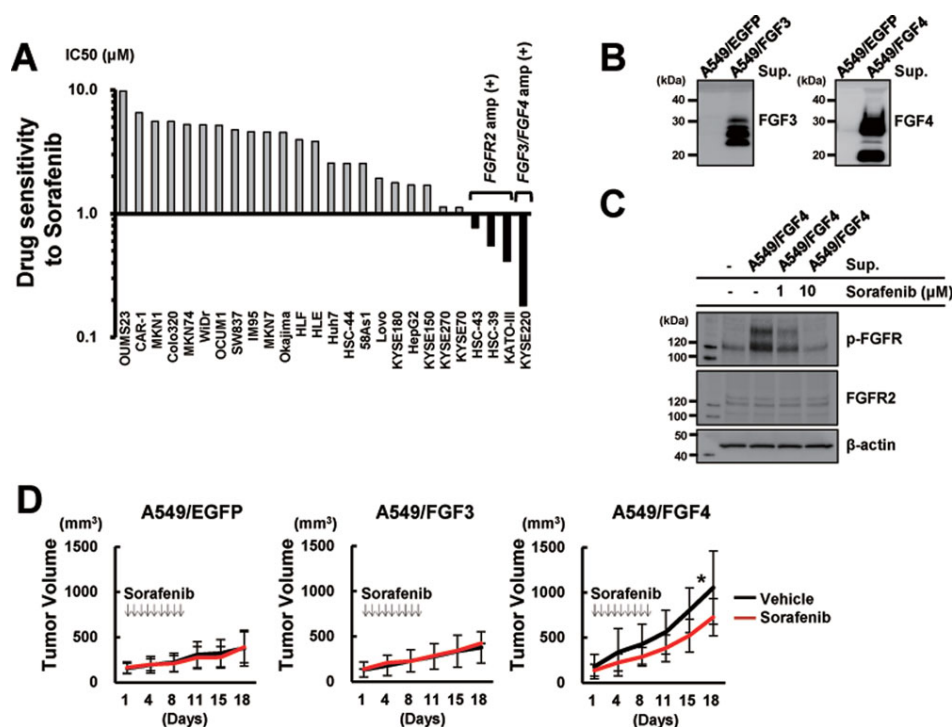 A
IC50 (µM)
Drug sensitivity
to Sorafenib
10.0
1.0
0.1
FGFR2 amp (+)
FGF3/FGF4 amp (+)
OUMS23
CAR-1
MKN1
Colo320
MKN74
WiDr
OCUM1
SW837
IM95
MKN7
Okajima
HLF
HLE
Huh7
HSC-44
58As1
Lovo
KYSE180
HepG2
KYSE150
KYSE270
KYSE70
HSC-43
HSC-39
KATO-III
KYSE220
B
A549/EGFP
A549/FGF3
Sup.
(kDa)
40
30
20
FGF3
A549/EGFP
A549/FGF4
Sup.
(kDa)
40
30
20
FGF4
C
- A549/FGF4 A549/FGF4 A549/FGF4 Sup.
- - 1 10 Sorafenib (µM)
(kDa)
120
100
p-FGFR
120
100
FGFR2
50
40
β-actin
D
A549/EGFP
(mm³)
Tumor Volume
1500
1000
500
0
Sorafenib
1 4 8 11 15 18
(Days)
A549/FGF3
(mm³)
Tumor Volume
1500
1000
500
0
Sorafenib
1 4 8 11 15 18
(Days)
A549/FGF4
(mm³)
Tumor Volume
1500
1000
500
0
Sorafenib
*
1 4 8 11 15 18
(Days)
Vehicle
Sorafenib